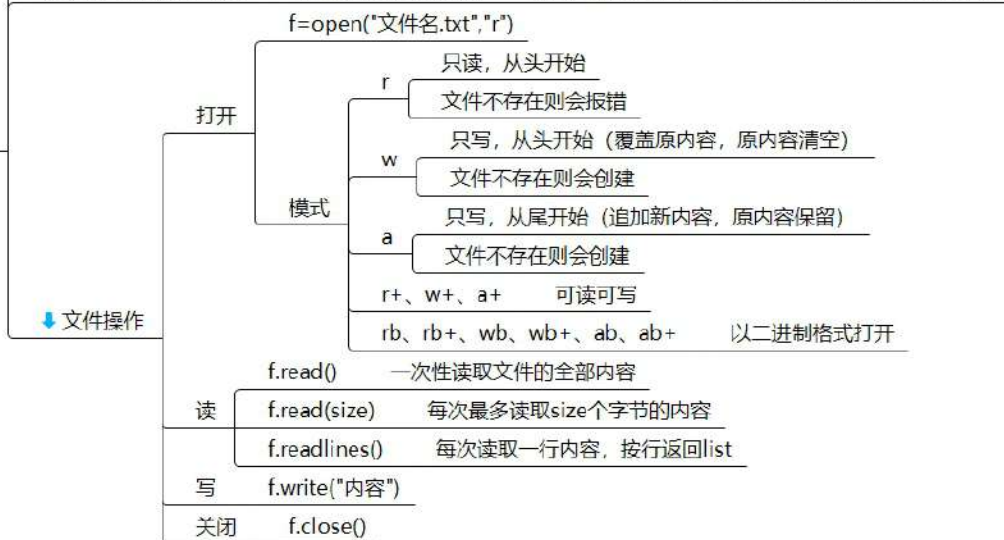 f=open("文件名.txt","r")
只读，从头开始
r
文件不存在则会报错
打开
只写，从头开始（覆盖原内容，原内容清空）
w
文件不存在则会创建
模式
只写，从尾开始（追加新内容，原内容保留）
a
文件不存在则会创建
r+、w+、a+ 可读可写
文件操作
rb、rb+、wb、wb+、ab、ab+ 以二进制格式打开
f.read() 一次性读取文件的全部内容
读 f.read(size) 每次最多读取size个字节的内容
f.readlines() 每次读取一行内容，按行返回list
写 f.write("内容")
关闭 f.close()